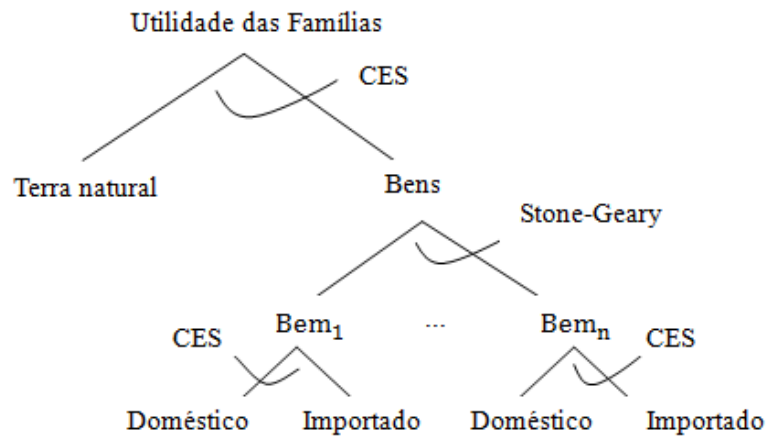 Utilidade das Famílias
CES
Terra natural
Bens
Stone-Geary
CES
Bem1
...
Bemn
CES
Doméstico
Importado
Doméstico
Importado